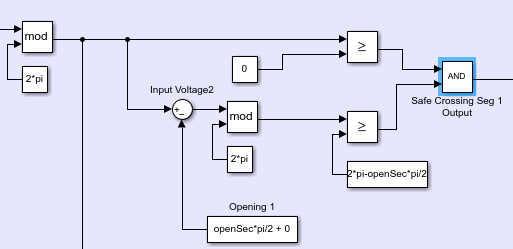 mod
2*pi
≥
0
AND
Safe Crossing Seg 1
Output
Input Voltage2
+
−
mod
2*pi
≥
2*pi-openSec*pi/2
Opening 1
openSec*pi/2 + 0